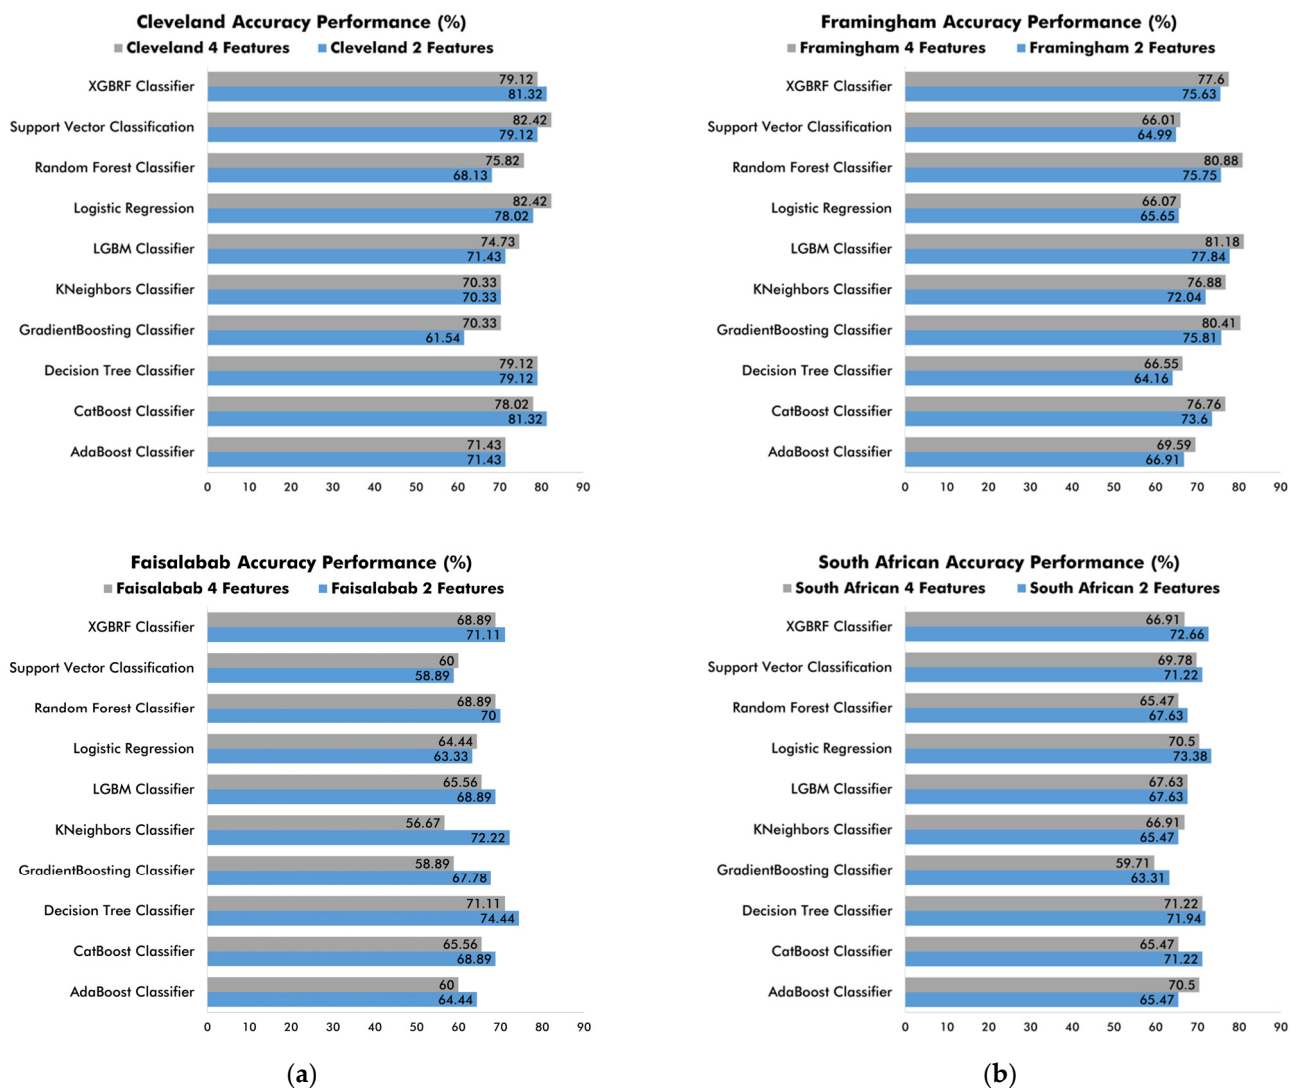 Cleveland Accuracy Performance (%)
Cleveland 4 Features Cleveland 2 Features
XGBRF Classifier 79.12
81.32
Support Vector Classification 82.42
79.12
Random Forest Classifier 75.82
68.13
Logistic Regression 82.42
78.02
LGBM Classifier 74.73
71.43
KNeighbors Classifier 70.33
70.33
GradientBoosting Classifier 70.33
61.54
Decision Tree Classifier 79.12
79.12
CatBoost Classifier 78.02
81.32
AdaBoost Classifier 71.43
71.43
0 10 20 30 40 50 60 70 80 90
Framingham Accuracy Performance (%)
Framingham 4 Features Framingham 2 Features
XGBRF Classifier 77.6
75.63
Support Vector Classification 66.01
64.99
Random Forest Classifier 80.88
75.75
Logistic Regression 66.07
65.65
LGBM Classifier 81.18
77.84
KNeighbors Classifier 76.88
72.04
GradientBoosting Classifier 80.41
75.81
Decision Tree Classifier 66.55
64.16
CatBoost Classifier 76.76
73.6
AdaBoost Classifier 69.59
66.91
0 10 20 30 40 50 60 70 80 90
Faisalabab Accuracy Performance (%)
Faisalabab 4 Features Faisalabab 2 Features
XGBRF Classifier 68.89
71.11
Support Vector Classification 60
58.89
Random Forest Classifier 68.89
70
Logistic Regression 64.44
63.33
LGBM Classifier 65.56
68.89
KNeighbors Classifier 56.67
72.22
GradientBoosting Classifier 58.89
67.78
Decision Tree Classifier 71.11
74.44
CatBoost Classifier 65.56
68.89
AdaBoost Classifier 60
64.44
0 10 20 30 40 50 60 70 80 90
(a)
South African Accuracy Performance (%)
South African 4 Features South African 2 Features
XGBRF Classifier 66.91
72.66
Support Vector Classification 69.78
71.22
Random Forest Classifier 65.47
67.63
Logistic Regression 70.5
73.38
LGBM Classifier 67.63
67.63
KNeighbors Classifier 66.91
65.47
GradientBoosting Classifier 59.71
63.31
Decision Tree Classifier 71.22
71.94
CatBoost Classifier 65.47
71.22
AdaBoost Classifier 70.5
65.47
0 10 20 30 40 50 60 70 80 90
(b)